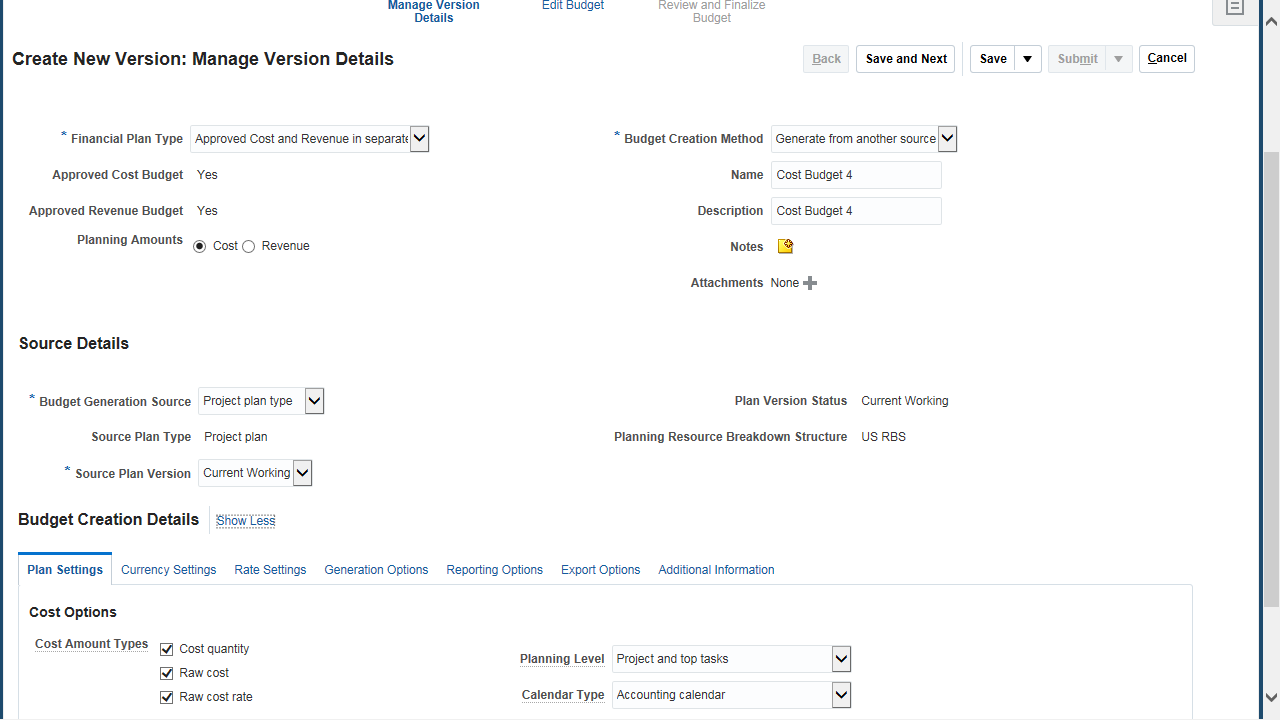 Manage Version
Details
Edit Budget
Review and Finalize
Budget
Create New Version: Manage Version Details
Back
Save and Next
Save
Submit
Cancel
* Financial Plan Type Approved Cost and Revenue in separate
Approved Cost Budget Yes
Approved Revenue Budget Yes
Planning Amounts Cost Revenue
* Budget Creation Method Generate from another source
Name Cost Budget 4
Description Cost Budget 4
Notes
Attachments None
Source Details
* Budget Generation Source Project plan type
Source Plan Type Project plan
* Source Plan Version Current Working
Plan Version Status Current Working
Planning Resource Breakdown Structure US RBS
Budget Creation Details Show Less
Plan Settings Currency Settings Rate Settings Generation Options Reporting Options Export Options Additional Information
Cost Options
Cost Amount Types Cost quantity
Raw cost
Raw cost rate
Planning Level Project and top tasks
Calendar Type Accounting calendar